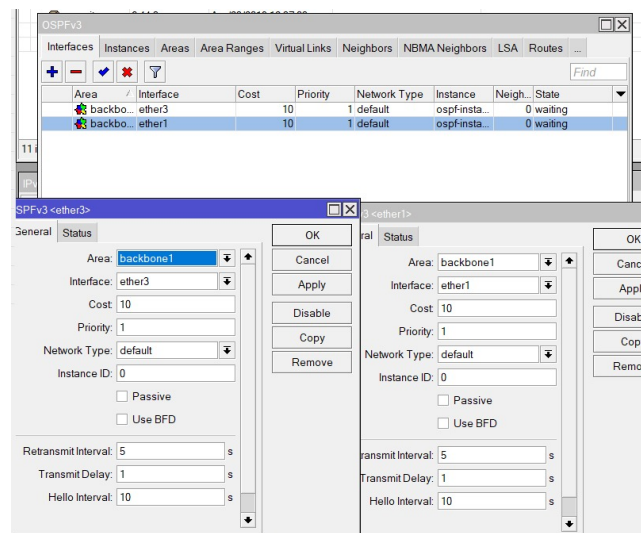 OSPFv3
Interfaces Instances Areas Area Ranges Virtual Links Neighbors NBMA Neighbors LSA Routes ...
Find
Area Interface Cost Priority Network Type Instance Neigh... State
backbo... ether3 10 1 default ospf-insta... 0 waiting
backbo... ether1 10 1 default ospf-insta... 0 waiting
11 i
IPv
SPFv3 <ether3>
General Status
Area: backbone1
Interface: ether3
Cost: 10
Priority: 1
Network Type: default
Instance ID: 0
Passive
Use BFD
Retransmit Interval: 5 s
Transmit Delay: 1 s
Hello Interval: 10 s
OK
Cancel
Apply
Disable
Copy
Remove
3 <ether1>
ral Status
Area: backbone1
Interface: ether1
Cost: 10
Priority: 1
Network Type: default
Instance ID: 0
Passive
Use BFD
ransmit Interval: 5 s
Transmit Delay: 1 s
Hello Interval: 10 s
OK
Canc
Appl
Disab
Cop
Remo